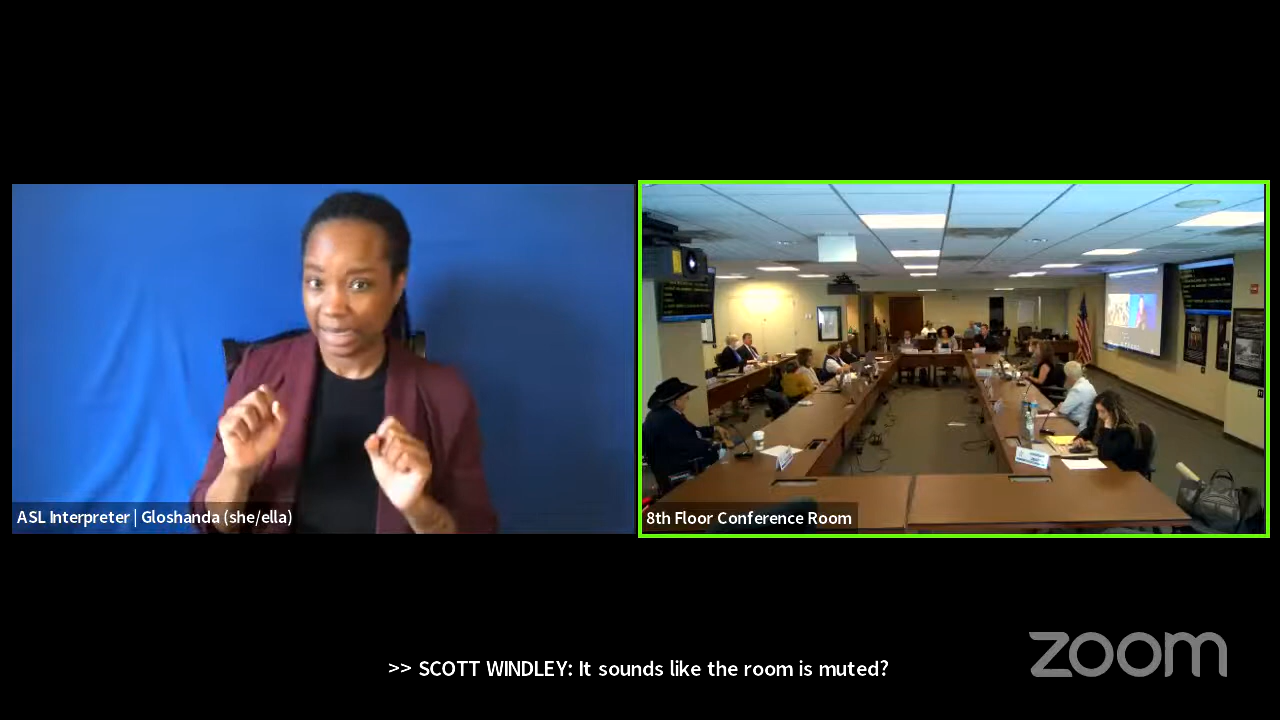 ASL Interpreter | Gloshanda (she/ella)
8th Floor Conference Room
>> SCOTT WINDLEY: It sounds like the room is muted?
zoom